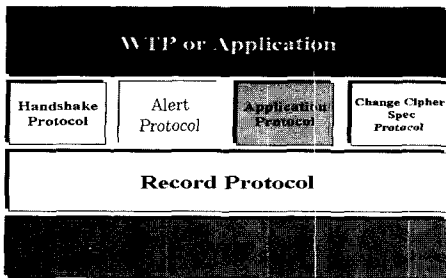 WTP or Application
Handshake
Protocol
Alert
Protocol
Application
Protocol
Change Cipher
Spec
Protocol
Record Protocol